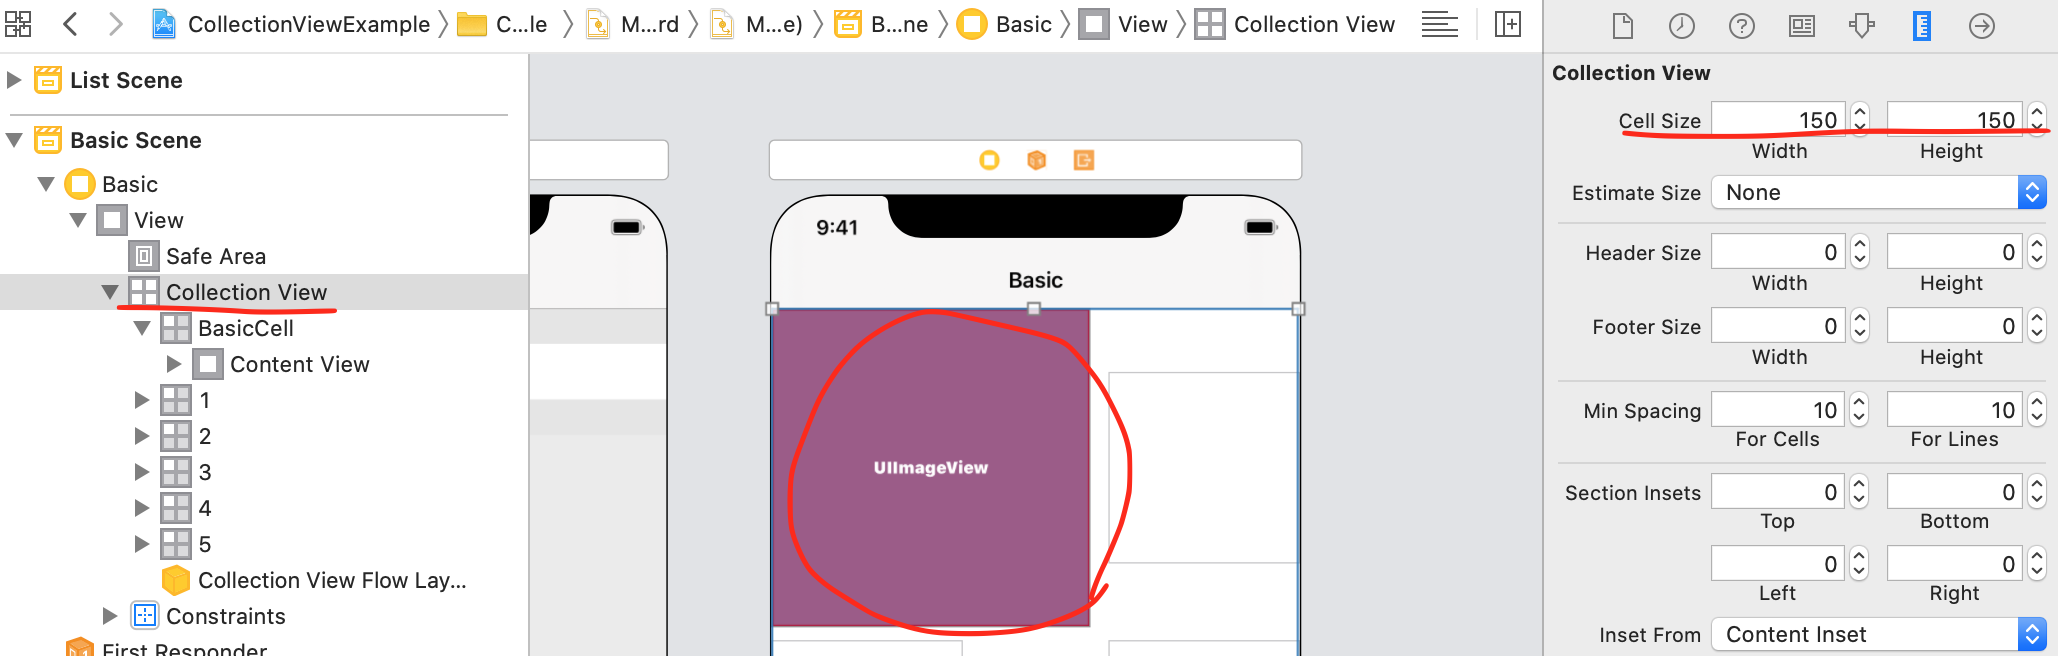 CollectionViewExample
C...le
M...rd
M...e)
B...ne
Basic
View
Collection View
List Scene
Basic Scene
Basic
View
Safe Area
Collection View
BasicCell
Content View
1
2
3
4
5
Collection View Flow Lay...
Constraints
First Responder
9:41
Basic
UIImageView
Collection View
Cell Size 150 150
Width Height
Estimate Size None
Header Size 0 0
Width Height
Footer Size 0 0
Width Height
Min Spacing 10 10
For Cells For Lines
Section Insets 0 0
Top Bottom
0 0
Left Right
Inset From Content Inset